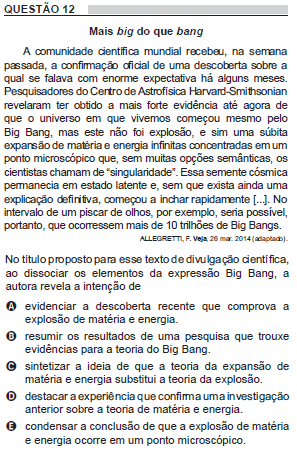 QUESTÃO 12
Mais big do que bang
A comunidade científica mundial recebeu, na semana
passada, a confirmação oficial de uma descoberta sobre a
qual se falava com enorme expectativa há alguns meses.
Pesquisadores do Centro de Astrofísica Harvard-Smithsonian
revelaram ter obtido a mais forte evidência até agora de
que o universo em que vivemos começou mesmo pelo
Big Bang, mas este não foi explosão, e sim uma súbita
expansão de matéria e energia infinitas concentradas em um
ponto microscópico que, sem muitas opções semânticas, os
cientistas chamam de “singularidade”. Essa semente cósmica
permanecia em estado latente e, sem que exista ainda uma
explicação definitiva, começou a inchar rapidamente [...]. No
intervalo de um piscar de olhos, por exemplo, seria possível,
portanto, que ocorressem mais de 10 trilhões de Big Bangs.
ALLEGRETTI, F. Veja, 26 mar. 2014 (adaptado).
No título proposto para esse texto de divulgação científica,
ao dissociar os elementos da expressão Big Bang, a
autora revela a intenção de
A evidenciar a descoberta recente que comprova a
explosão de matéria e energia.
B resumir os resultados de uma pesquisa que trouxe
evidências para a teoria do Big Bang.
C sintetizar a ideia de que a teoria da expansão de
matéria e energia substitui a teoria da explosão.
D destacar a experiência que confirma uma investigação
anterior sobre a teoria de matéria e energia.
E condensar a conclusão de que a explosão de matéria
e energia ocorre em um ponto microscópico.